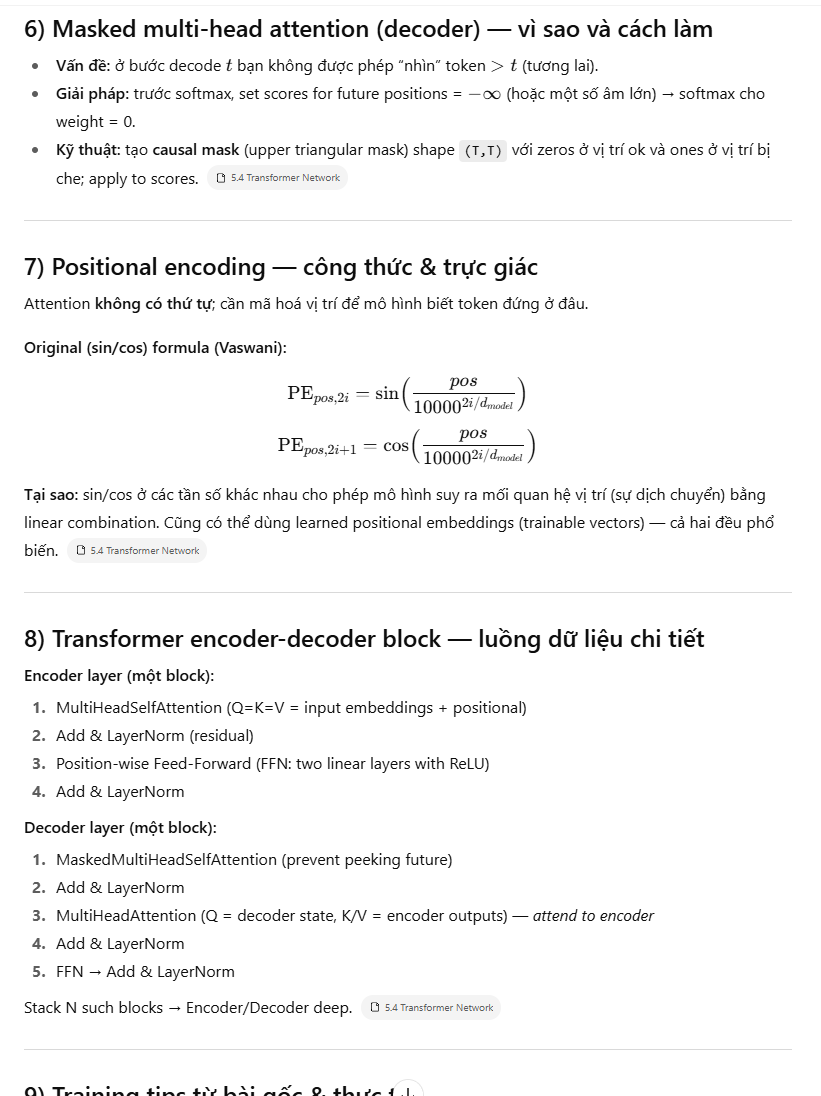 6) Masked multi-head attention (decoder) — vì sao và cách làm
• Vấn đề: ở bước decode t bạn không được phép “nhìn” token > t (tương lai).
• Giải pháp: trước softmax, set scores for future positions = −∞ (hoặc một số âm lớn) → softmax cho
weight = 0.
• Kỹ thuật: tạo causal mask (upper triangular mask) shape (T,T) với zeros ở vị trí ok và ones ở vị trí bị
che; apply to scores. 5.4 Transformer Network
7) Positional encoding — công thức & trực giác
Attention không có thứ tự; cần mã hoá vị trí để mô hình biết token đứng ở đâu.
Original (sin/cos) formula (Vaswani):
PE_{pos,2i} = sin(pos / 10000^{2i/d_{model}})
PE_{pos,2i+1} = cos(pos / 10000^{2i/d_{model}})
Tại sao: sin/cos ở các tần số khác nhau cho phép mô hình suy ra mối quan hệ vị trí (sự dịch chuyển) bằng
linear combination. Cũng có thể dùng learned positional embeddings (trainable vectors) — cả hai đều phổ
biến. 5.4 Transformer Network
8) Transformer encoder-decoder block — luồng dữ liệu chi tiết
Encoder layer (một block):
1. MultiHeadSelfAttention (Q=K=V = input embeddings + positional)
2. Add & LayerNorm (residual)
3. Position-wise Feed-Forward (FFN: two linear layers with ReLU)
4. Add & LayerNorm
Decoder layer (một block):
1. MaskedMultiHeadSelfAttention (prevent peeking future)
2. Add & LayerNorm
3. MultiHeadAttention (Q = decoder state, K/V = encoder outputs) — attend to encoder
4. Add & LayerNorm
5. FFN → Add & LayerNorm
Stack N such blocks → Encoder/Decoder deep. 5.4 Transformer Network
9) Training tips từ bài gốc & thực